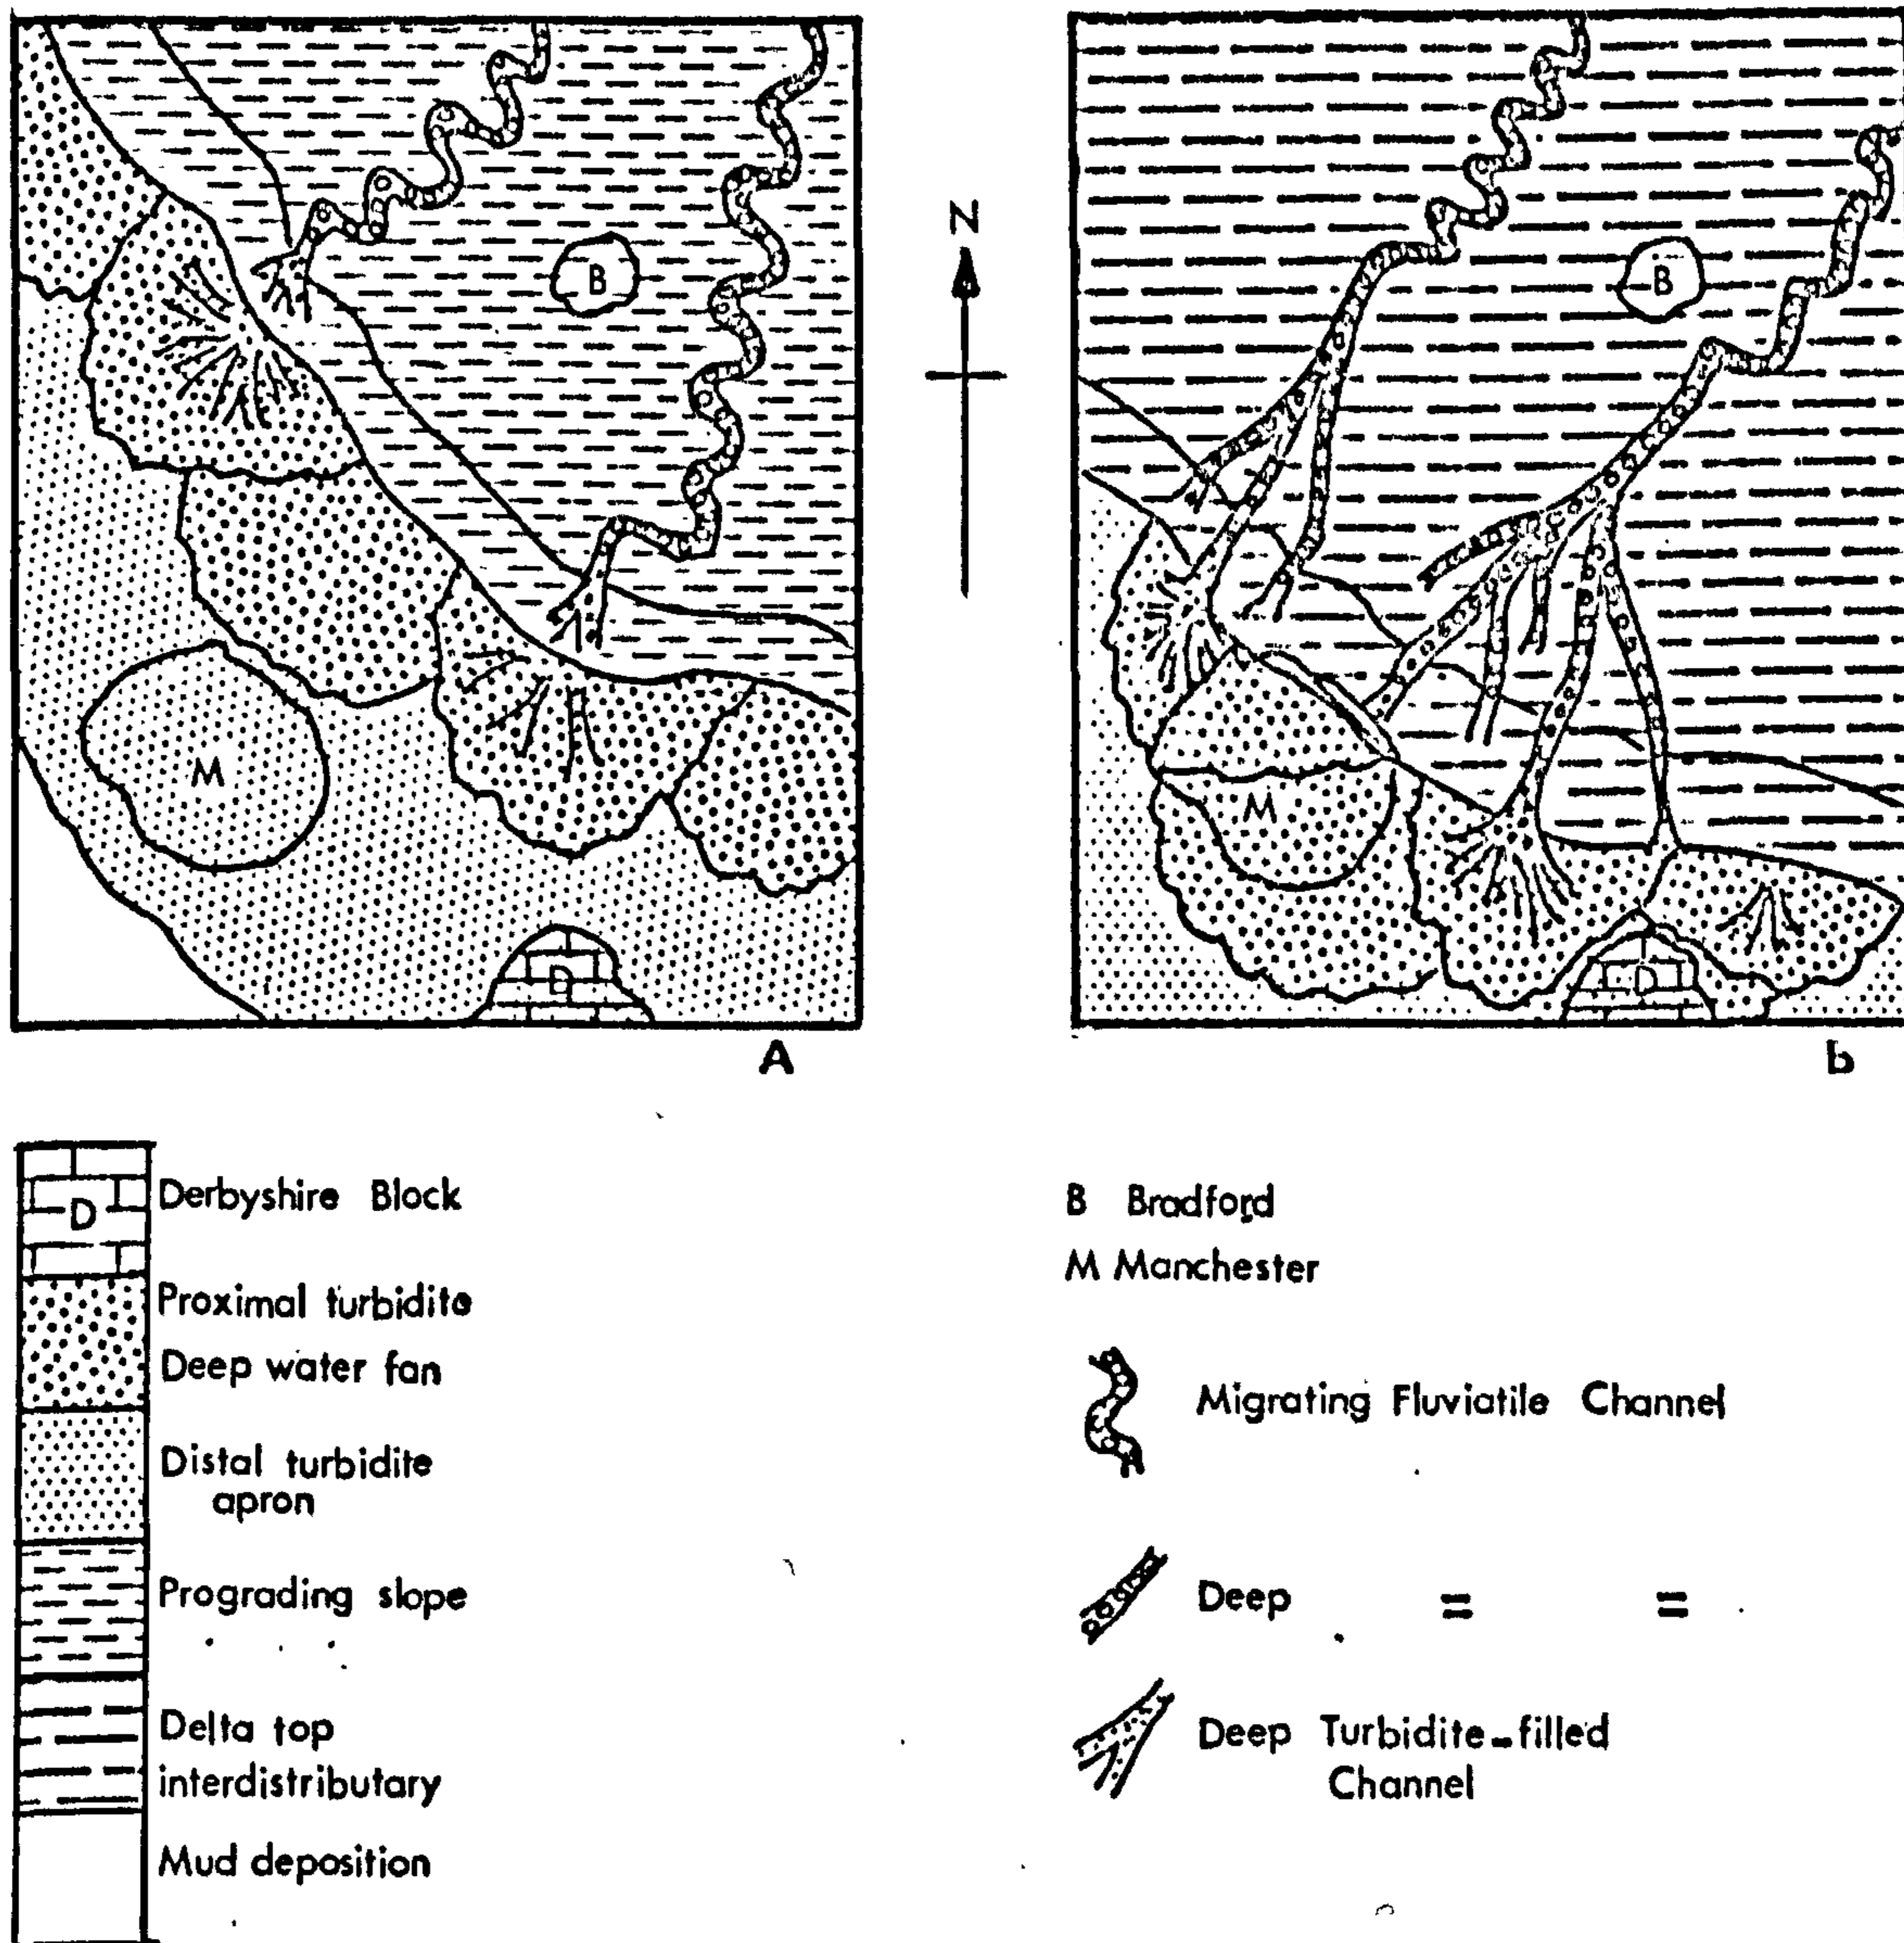 N
B
M
D
A
B
M
D
b
D
Derbyshire Block
Proximal turbidite
Deep water fan
Distal turbidite
apron
Prograding slope
Delta top
interdistributary
Mud deposition
B Bradford
M Manchester
Migrating Fluviatile Channel
Deep = =
Deep Turbidite-filled
Channel